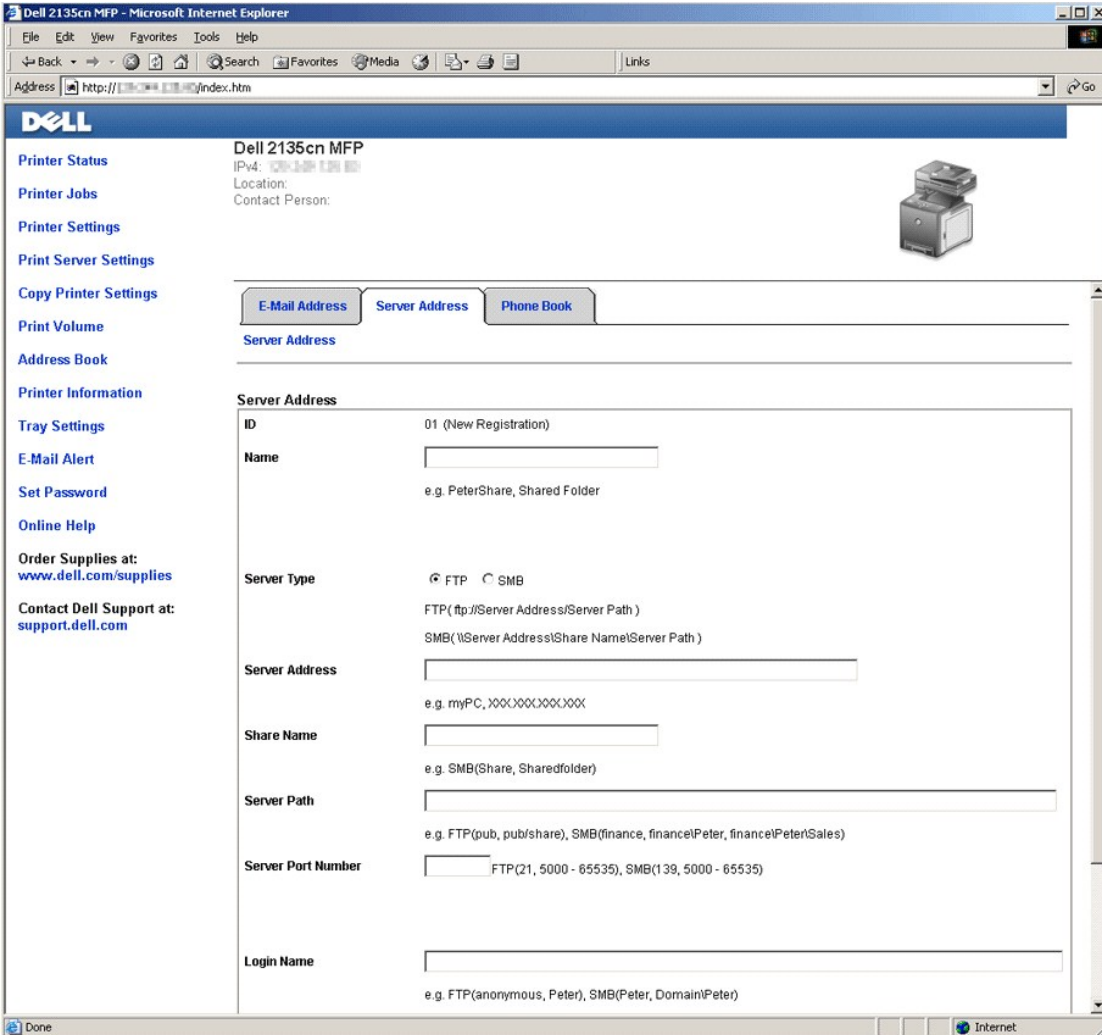 Dell 2135cn MFP - Microsoft Internet Explorer
File Edit View Favorites Tools Help
Back Search Favorites Media Links
Address http:// /index.htm Go
DELL
Printer Status
Printer Jobs
Printer Settings
Print Server Settings
Copy Printer Settings
Print Volume
Address Book
Printer Information
Tray Settings
E-Mail Alert
Set Password
Online Help
Order Supplies at:
www.dell.com/supplies
Contact Dell Support at:
support.dell.com
Dell 2135cn MFP
IPv4:
Location:
Contact Person:
E-Mail Address Server Address Phone Book
Server Address
Server Address
ID 01 (New Registration)
Name
e.g. PeterShare, Shared Folder
Server Type FTP SMB
FTP( ftp://Server Address/Server Path )
SMB( \\Server Address\Share Name\Server Path )
Server Address
e.g. myPC, XXX.XXX.XXX.XXX
Share Name
e.g. SMB(Share, Sharedfolder)
Server Path
e.g. FTP(pub, pub/share), SMB(finance, finance\Peter, finance\Peter\Sales)
Server Port Number FTP(21, 5000 - 65535), SMB(139, 5000 - 65535)
Login Name
e.g. FTP(anonymous, Peter), SMB(Peter, Domain\Peter)
Done Internet